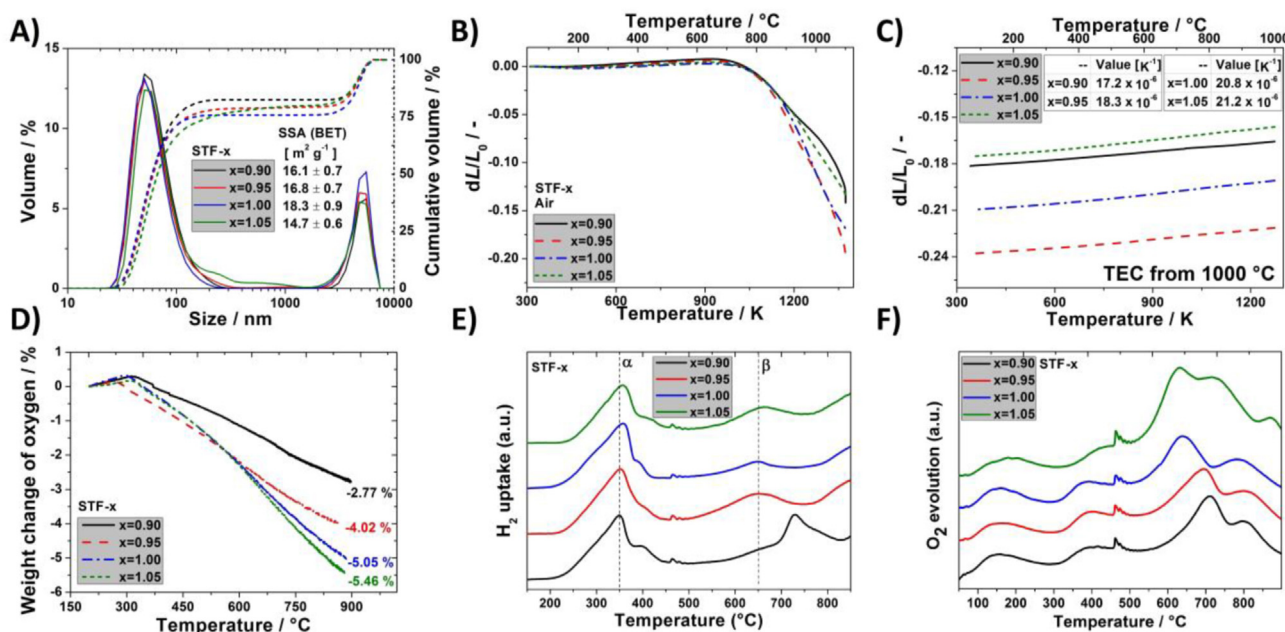 A)
Volume / %
15
12
9
6
3
0
10 100 1000 10000
Size / nm
100
75
50
25
0
Cumulative volume / %
SSA (BET)
STF-x [ m² g⁻¹ ]
x=0.90 16.1 ± 0.7
x=0.95 16.8 ± 0.7
x=1.00 18.3 ± 0.9
x=1.05 14.7 ± 0.6
B)
Temperature / °C
200 400 600 800 1000
dL/L₀ / -
0.00
-0.05
-0.10
-0.15
-0.20
STF-x
Air
x=0.90
x=0.95
x=1.00
x=1.05
300 600 900 1200
Temperature / K
C)
Temperature / °C
200 400 600 800 1000
dL/L₀ / -
-0.12
-0.15
-0.18
-0.21
-0.24
x=0.90
x=0.95
x=1.00
x=1.05
-- Value [K⁻¹] -- Value [K⁻¹]
x=0.90 17.2 x 10⁻⁶ x=1.00 20.8 x 10⁻⁶
x=0.95 18.3 x 10⁻⁶ x=1.05 21.2 x 10⁻⁶
TEC from 1000 °C
300 600 900 1200
Temperature / K
D)
Weight change of oxygen / %
1
0
-1
-2
-3
-4
-5
-6
-2.77 %
-4.02 %
-5.05 %
-5.46 %
STF-x
x=0.90
x=0.95
x=1.00
x=1.05
150 300 450 600 750 900
Temperature / °C
E)
H₂ uptake (a.u.)
STF-x
α
β
x=0.90
x=0.95
x=1.00
x=1.05
200 300 400 500 600 700 800
Temperature (°C)
F)
O₂ evolution (a.u.)
STF-x
x=0.90
x=0.95
x=1.00
x=1.05
100 200 300 400 500 600 700 800
Temperature / °C